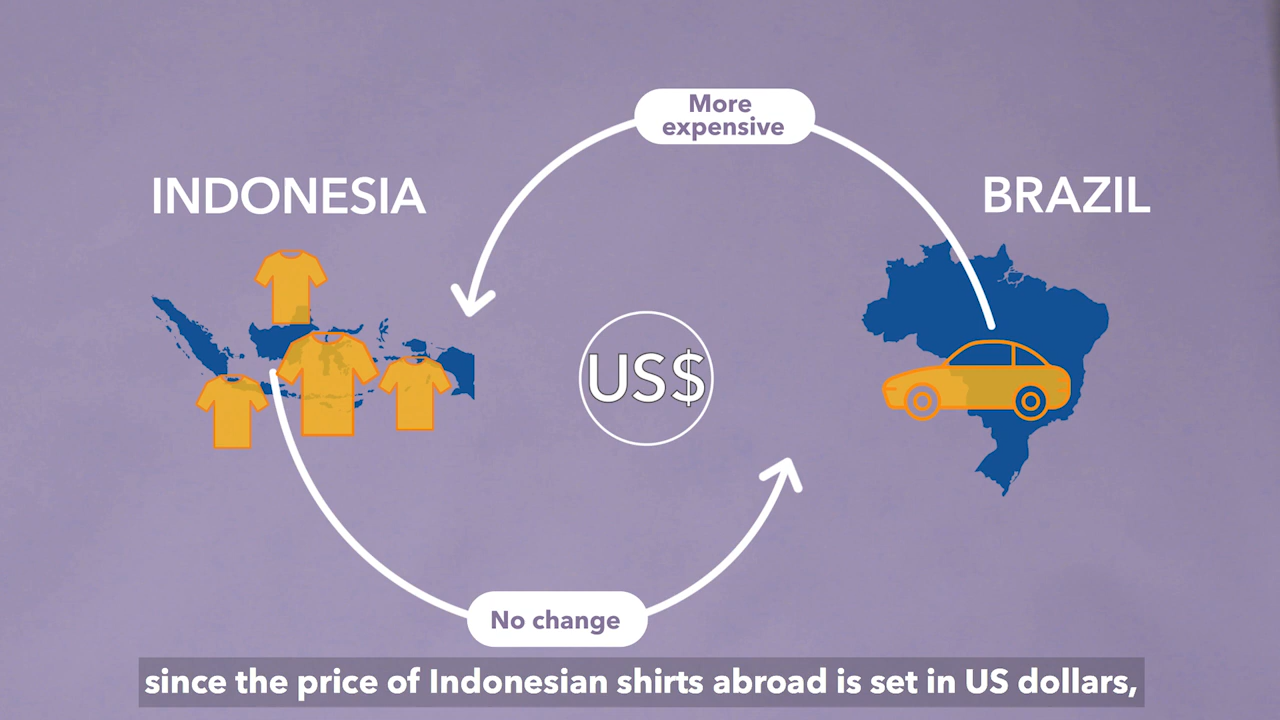 More
expensive
INDONESIA
BRAZIL
US$
No change
since the price of Indonesian shirts abroad is set in US dollars,